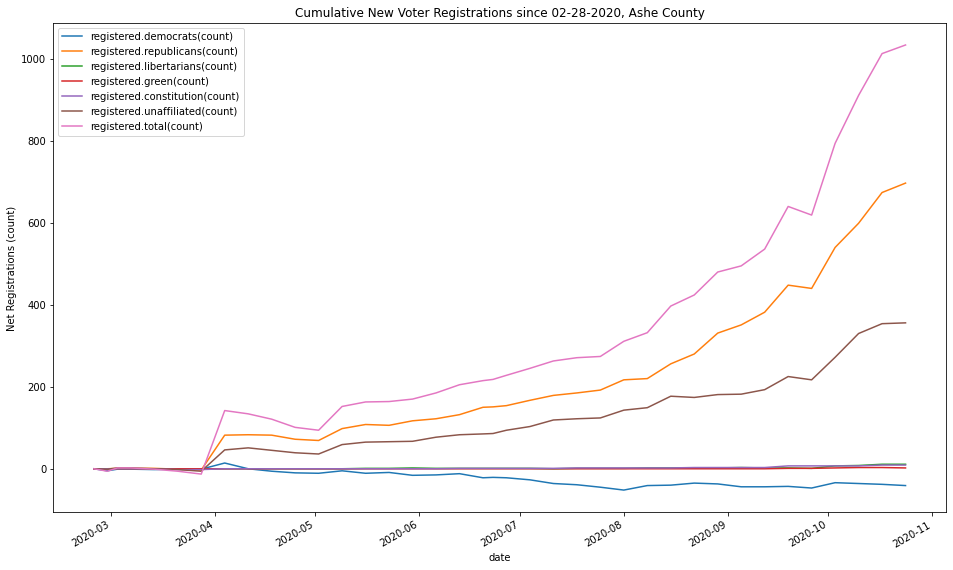 Cumulative New Voter Registrations since 02-28-2020, Ashe County
registered.democrats(count)
registered.republicans(count)
registered.libertarians(count)
registered.green(count)
registered.constitution(count)
registered.unaffiliated(count)
registered.total(count)
Net Registrations (count)
1000
800
600
400
200
0
2020-03
2020-04
2020-05
2020-06
2020-07
2020-08
2020-09
2020-10
2020-11
date